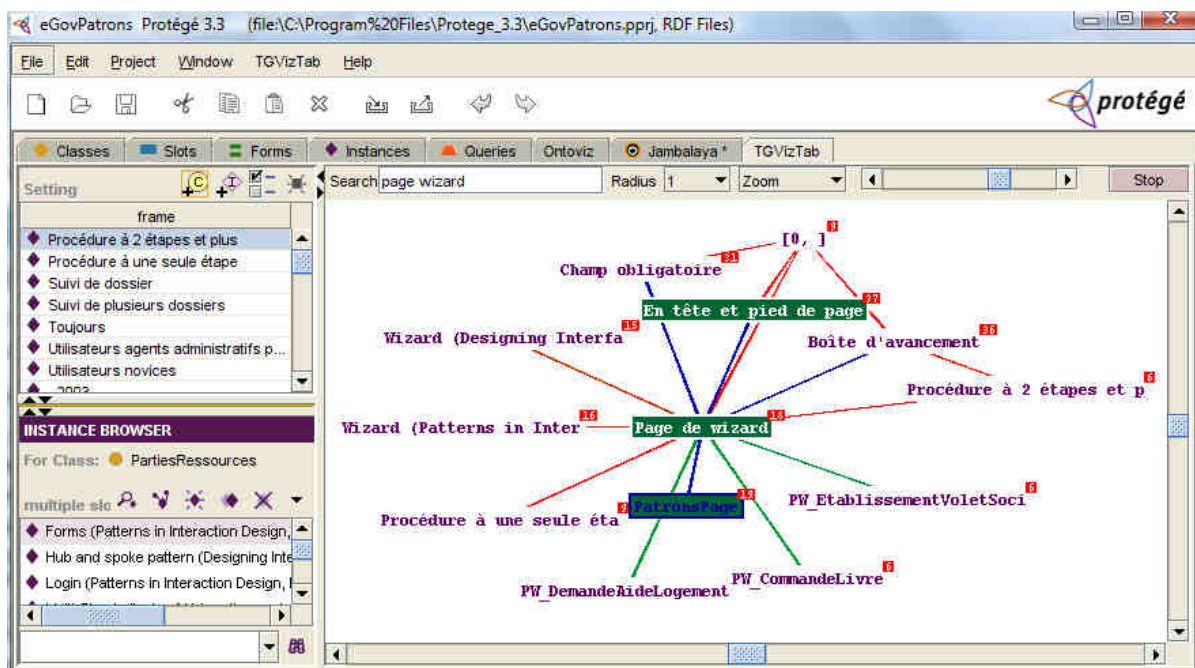 eGovPatrons Protégé 3.3 (file:\C:\Program%20Files\Protege_3.3\eGovPatrons.pprj, RDF Files)
File Edit Project Window TGVizTab Help
protégé
Classes Slots Forms Instances Queries Ontoviz Jambalaya * TGVizTab
Setting
Search page wizard Radius 1 Zoom Stop
frame
Procédure à 2 étapes et plus
Procédure à une seule étape
Suivi de dossier
Suivi de plusieurs dossiers
Toujours
Utilisateurs agents administratifs p...
Utilisateurs novices
2003
INSTANCE BROWSER
For Class: PartiesRessources
multiple slo
Forms (Patterns in Interaction Design,
Hub and spoke pattern (Designing Inte
Login (Patterns in Interaction Design,
[0, ] 9
Champ obligatoire 21
En tête et pied de page 37
Wizard (Designing Interfa 15
Boîte d'avancement 36
Procédure à 2 étapes et p 6
Wizard (Patterns in Inter 16
Page de wizard 18
PatronsPage 13
PW_EtablissementVoletSoci 6
Procédure à une seule éta 9
PW_CommandeLivre 6
PW_DemandeAideLogement